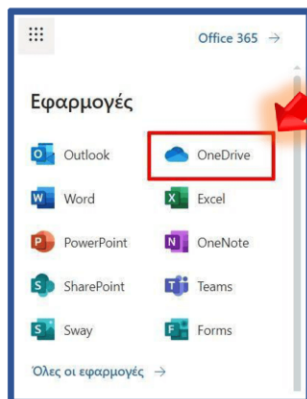 Office 365 →
Εφαρμογές
Outlook OneDrive
Word Excel
PowerPoint OneNote
SharePoint Teams
Sway Forms
Όλες οι εφαρμογές →